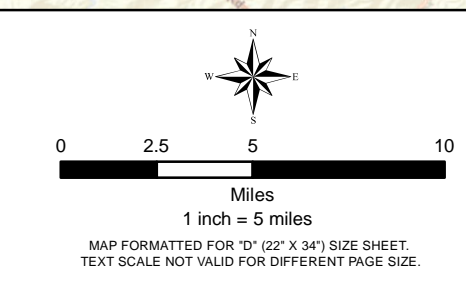 N
W E
S
0 2.5 5 10
Miles
1 inch = 5 miles
MAP FORMATTED FOR "D" (22" X 34") SIZE SHEET.
TEXT SCALE NOT VALID FOR DIFFERENT PAGE SIZE.